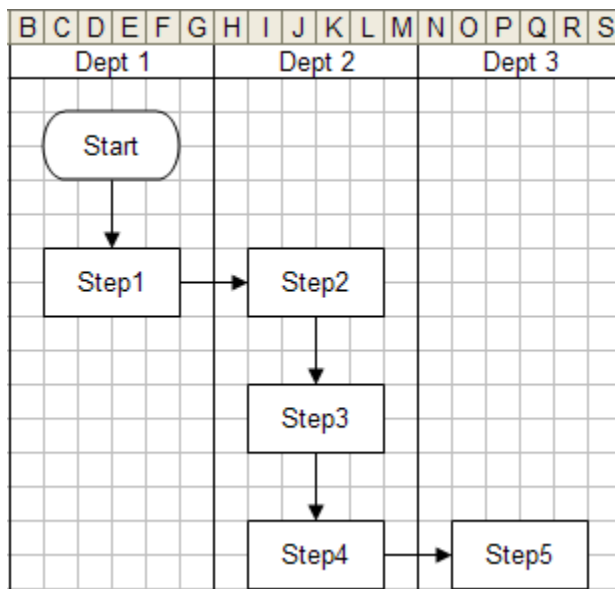 B C D E F G H I J K L M N O P Q R S
Dept 1 Dept 2 Dept 3
Start
Step1 Step2
Step3
Step4 Step5